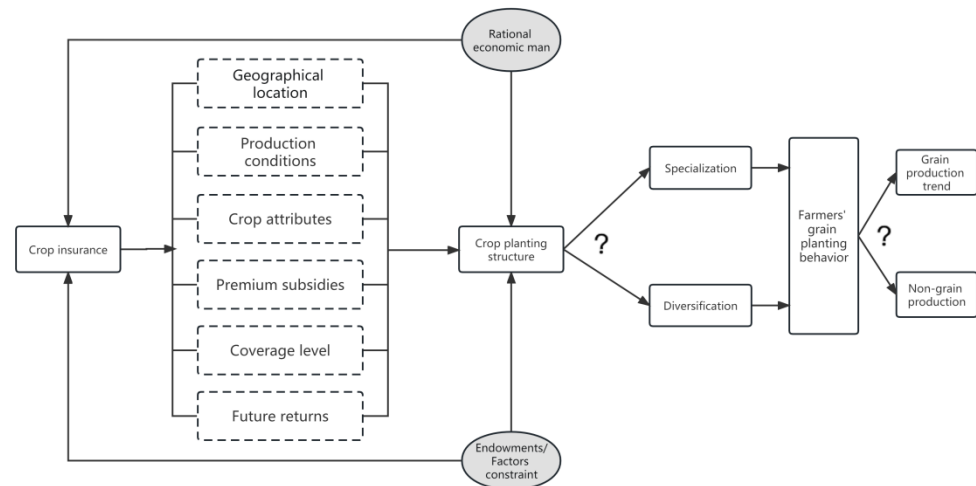 Rational
economic man
Geographical
location
Production
conditions
Crop attributes
Premium subsidies
Coverage level
Future returns
Crop insurance
Crop planting
structure
?
Specialization
Diversification
Farmers'
grain
planting
behavior
?
Grain
production
trend
Non-grain
production
Endowments/
Factors
constraint